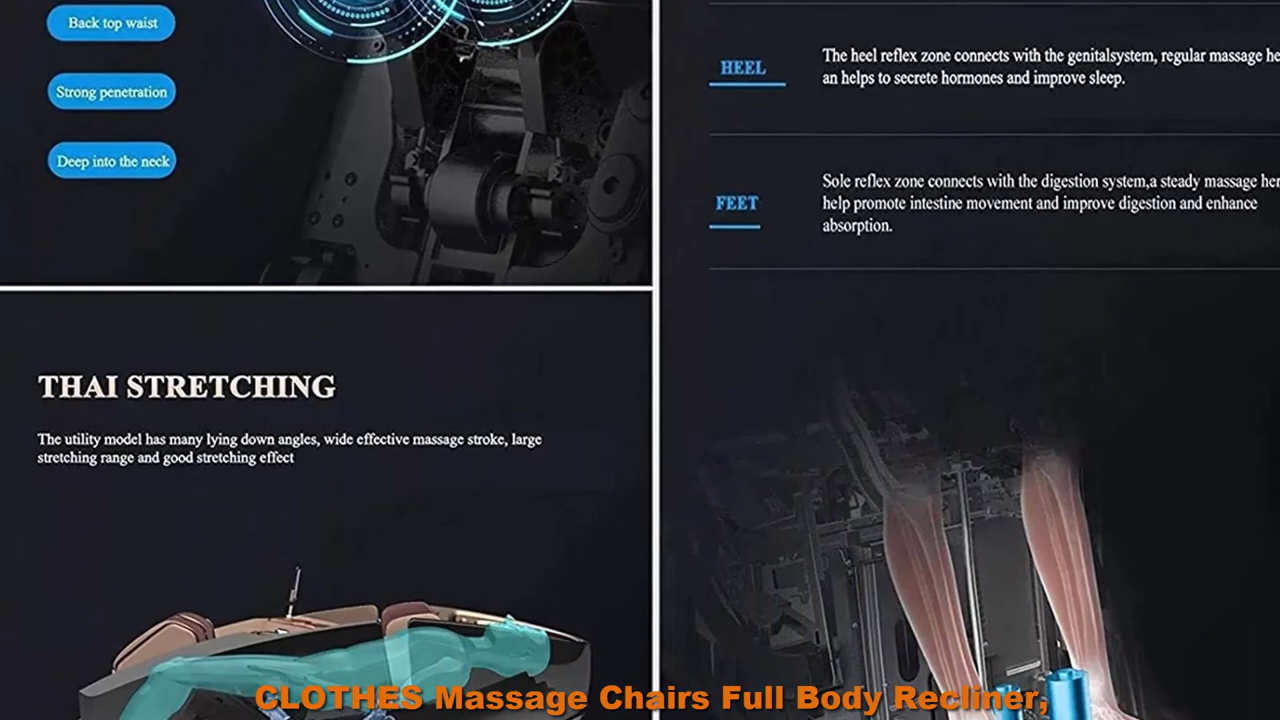 Back top waist
Strong penetration
Deep into the neck
THAI STRETCHING
The utility model has many lying down angles, wide effective massage stroke, large
stretching range and good stretching effect
HEEL
The heel reflex zone connects with the genitalsystem, regular massage he
an helps to secrete hormones and improve sleep.
FEET
Sole reflex zone connects with the digestion system,a steady massage her
help promote intestine movement and improve digestion and enhance
absorption.
CLOTHES Massage Chairs Full Body Recliner,